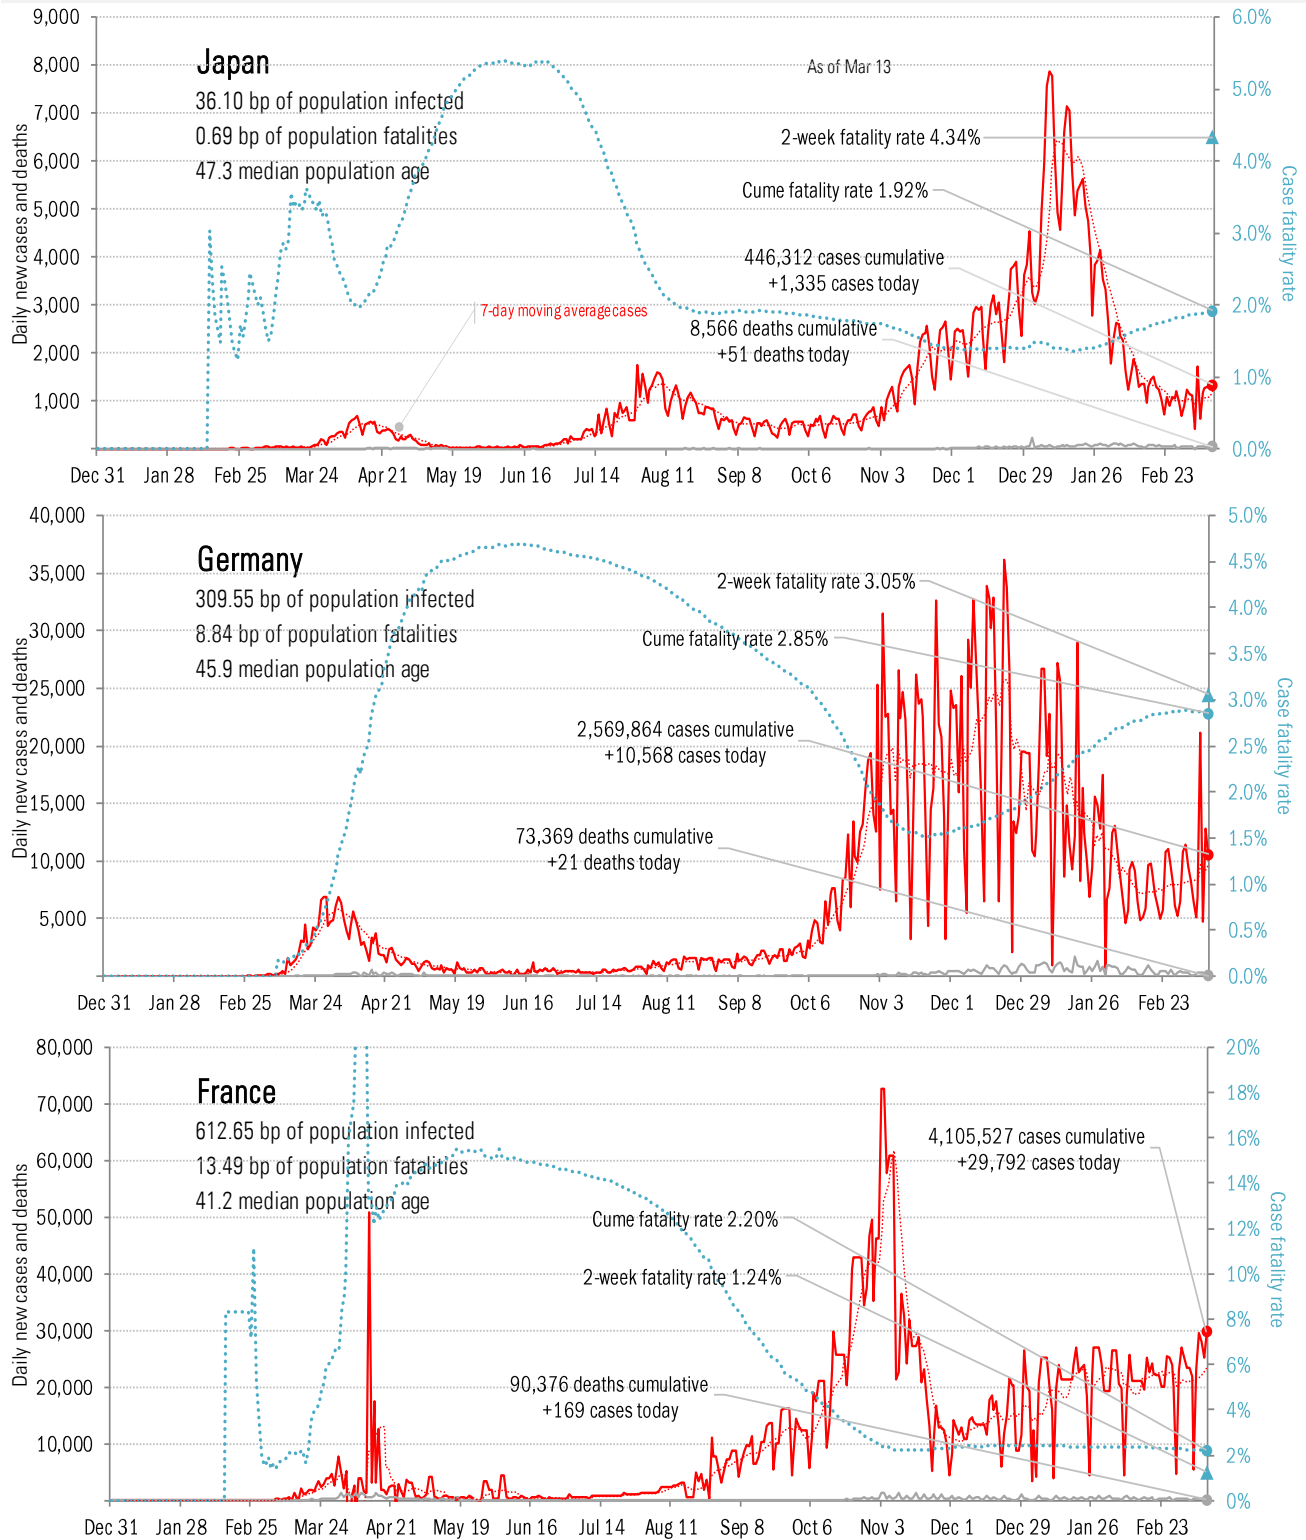 9,000
8,000
7,000
6,000
5,000
4,000
3,000
2,000
1,000
Daily new cases and deaths
Japan
36.10 bp of population infected
0.69 bp of population fatalities
47.3 median population age
As of Mar 13
2-week fatality rate 4.34%
Cume fatality rate 1.92%
446,312 cases cumulative
+1,335 cases today
7-day moving average cases
8,566 deaths cumulative
+51 deaths today
6.0%
5.0%
4.0%
3.0%
2.0%
1.0%
0.0%
Case fatality rate
Dec 31 Jan 28 Feb 25 Mar 24 Apr 21 May 19 Jun 16 Jul 14 Aug 11 Sep 8 Oct 6 Nov 3 Dec 1 Dec 29 Jan 26 Feb 23
40,000
35,000
30,000
25,000
20,000
15,000
10,000
5,000
Daily new cases and deaths
Germany
309.55 bp of population infected
8.84 bp of population fatalities
45.9 median population age
2-week fatality rate 3.05%
Cume fatality rate 2.85%
2,569,864 cases cumulative
+10,568 cases today
73,369 deaths cumulative
+21 deaths today
5.0%
4.5%
4.0%
3.5%
3.0%
2.5%
2.0%
1.5%
1.0%
0.5%
0.0%
Case fatality rate
Dec 31 Jan 28 Feb 25 Mar 24 Apr 21 May 19 Jun 16 Jul 14 Aug 11 Sep 8 Oct 6 Nov 3 Dec 1 Dec 29 Jan 26 Feb 23
80,000
70,000
60,000
50,000
40,000
30,000
20,000
10,000
Daily new cases and deaths
France
612.65 bp of population infected
13.49 bp of population fatalities
41.2 median population age
4,105,527 cases cumulative
+29,792 cases today
Cume fatality rate 2.20%
2-week fatality rate 1.24%
90,376 deaths cumulative
+169 cases today
20%
18%
16%
14%
12%
10%
8%
6%
4%
2%
0%
Case fatality rate
Dec 31 Jan 28 Feb 25 Mar 24 Apr 21 May 19 Jun 16 Jul 14 Aug 11 Sep 8 Oct 6 Nov 3 Dec 1 Dec 29 Jan 26 Feb 23